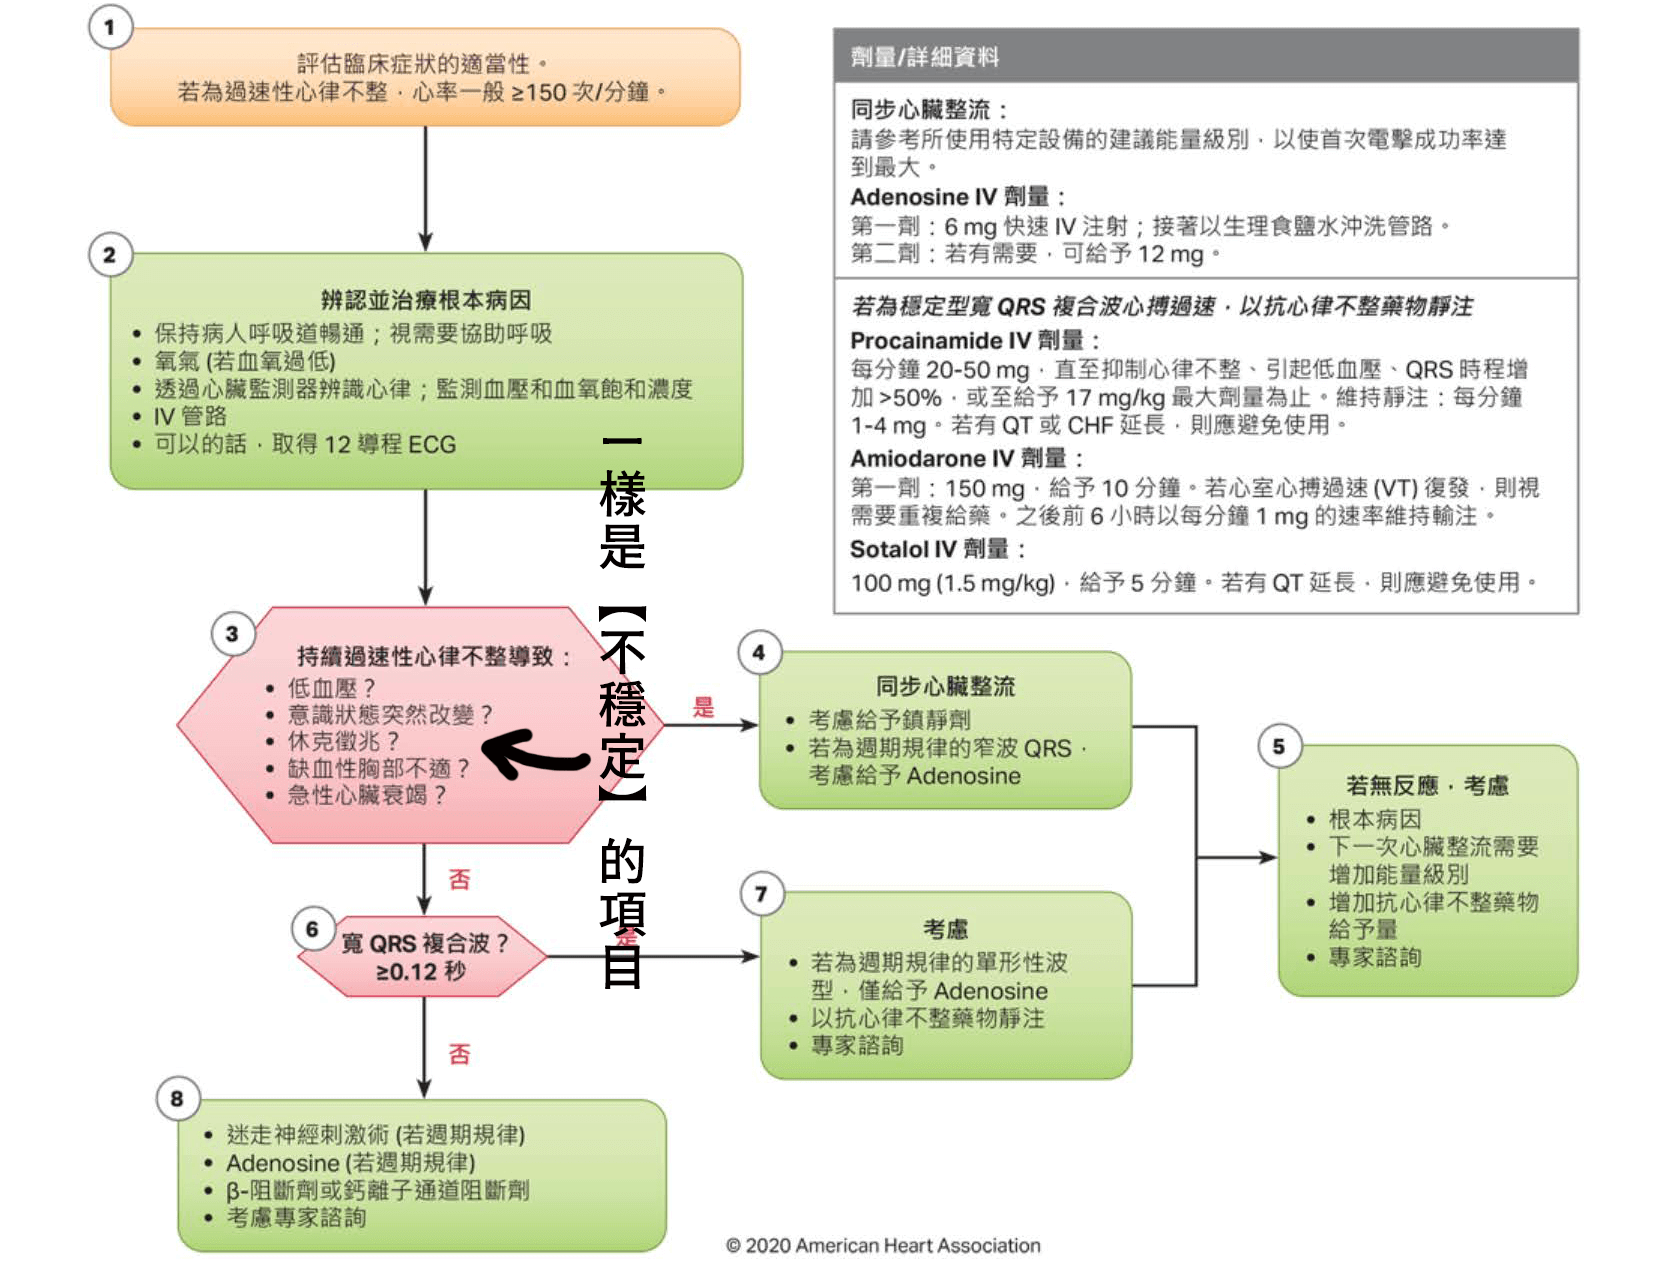 1
評估臨床症狀的適當性。
若為過速性心律不整，心率一般 ≥150 次/分鐘。
2
辨認並治療根本病因
• 保持病人呼吸道暢通；視需要協助呼吸
• 氧氣 (若血氧過低)
• 透過心臟監測器辨識心律；監測血壓和血氧飽和濃度
• IV 管路
• 可以的話，取得 12 導程 ECG
一樣是【不穩定】的項目
3
持續過速性心律不整導致：
• 低血壓？
• 意識狀態突然改變？
• 休克徵兆？
• 缺血性胸部不適？
• 急性心臟衰竭？
是
4
同步心臟整流
• 考慮給予鎮靜劑
• 若為週期規律的窄波 QRS，
考慮給予 Adenosine
5
若無反應，考慮
• 根本病因
• 下一次心臟整流需要
增加能量級別
• 增加抗心律不整藥物
給予量
• 專家諮詢
否
6
寬 QRS 複合波？
≥0.12 秒
是
7
考慮
• 若為週期規律的單形性波
型，僅給予 Adenosine
• 以抗心律不整藥物靜注
• 專家諮詢
否
8
• 迷走神經刺激術 (若週期規律)
• Adenosine (若週期規律)
• β-阻斷劑或鈣離子通道阻斷劑
• 考慮專家諮詢
劑量/詳細資料
同步心臟整流：
請參考所使用特定設備的建議能量級別，以使首次電擊成功率達
到最大。
Adenosine IV 劑量：
第一劑：6 mg 快速 IV 注射；接著以生理食鹽水沖洗管路。
第二劑：若有需要，可給予 12 mg。
若為穩定型寬 QRS 複合波心搏過速，以抗心律不整藥物靜注
Procainamide IV 劑量：
每分鐘 20-50 mg，直至抑制心律不整、引起低血壓、QRS 時程增
加 >50%，或至給予 17 mg/kg 最大劑量為止。維持靜注：每分鐘
1-4 mg。若有 QT 或 CHF 延長，則應避免使用。
Amiodarone IV 劑量：
第一劑：150 mg，給予 10 分鐘。若心室心搏過速 (VT) 復發，則視
需要重複給藥。之後前 6 小時以每分鐘 1 mg 的速率維持輸注。
Sotalol IV 劑量：
100 mg (1.5 mg/kg)，給予 5 分鐘。若有 QT 延長，則應避免使用。
© 2020 American Heart Association